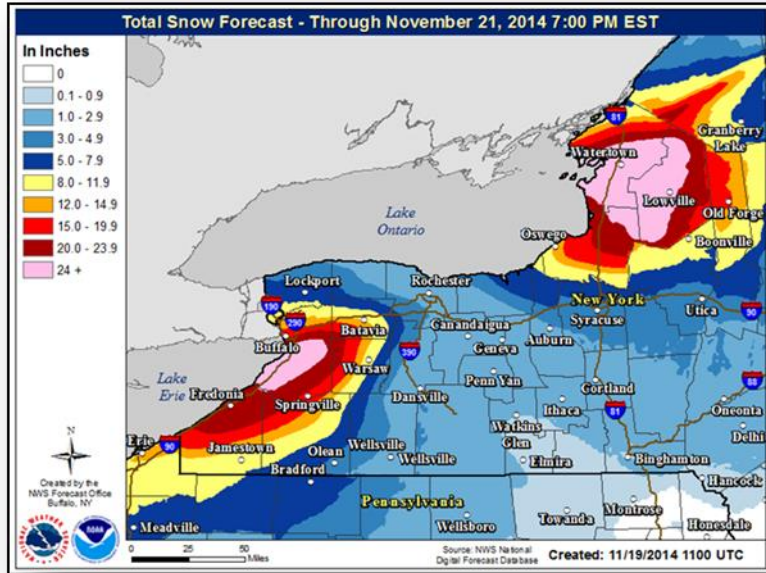 Total Snow Forecast - Through November 21, 2014 7:00 PM EST
In Inches
0
0.1 - 0.9
1.0 - 2.9
3.0 - 4.9
5.0 - 7.9
8.0 - 11.9
12.0 - 14.9
15.0 - 19.9
20.0 - 23.9
24 +
81
Granberry
Lake
Watertown
Lowville
Lake
Ontario
Old Forge
Oswego
Boonville
Lockport
Rochester
190
New York
290
Batavia
Canandaigua
Syracuse
Utica
90
Buffalo
Geneva
Auburn
390
Warsaw
Lake
Erie
Penn Yan
88
Fredonia
Dansville
Cortland
Springville
Ithaca
81
Oneonta
Watkins
Glen
Delhi
N
Erie
90
Jamestown
Olean
Wellsville
Wellsville
Elmira
Binghamton
Bradford
Hancock
Created by the
NWS Forecast Office
Buffalo, NY
Pennsylvania
Montrose
Meadville
Wellsboro
Towanda
Honesdale
NATIONAL WEATHER SERVICE
NOAA
0 25 50
Miles
Source: NWS National
Digital Forecast Database
Created: 11/19/2014 1100 UTC